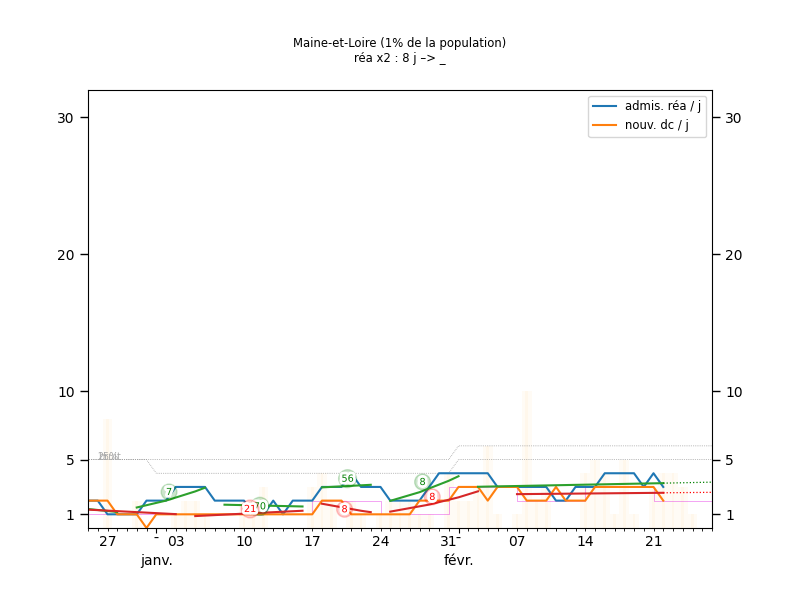 Maine-et-Loire (1% de la population)
réa x2 : 8 j –> _
admis. réa / j
nouv. dc / j
30 30
20 20
10 10
5 5
1 1
7 21 56 8 8 8
27 03 10 17 24 31 07 14 21
janv. févr.